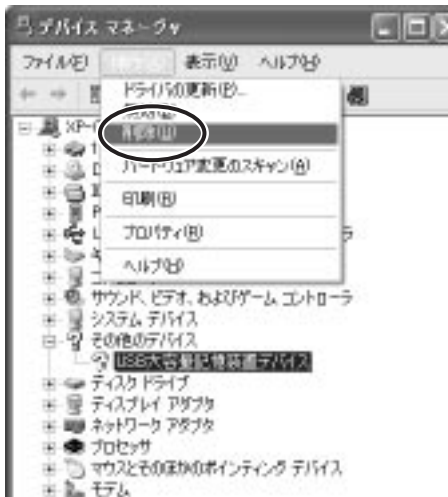 デバイス マネージャ
ファイル(F) 表示(V) ヘルプ(H)
ドライバの更新(P)...
削除(U)
ハードウェア変更のスキャン(A)
印刷(R)
プロパティ(R)
ヘルプ(H)
サウンド、ビデオ、およびゲーム コントローラ
システム デバイス
その他のデバイス
USB大容量記憶装置デバイス
ディスク ドライブ
ディスプレイ アダプタ
ネットワーク アダプタ
プロセッサ
マウスとそのほかのポインティング デバイス
モデム